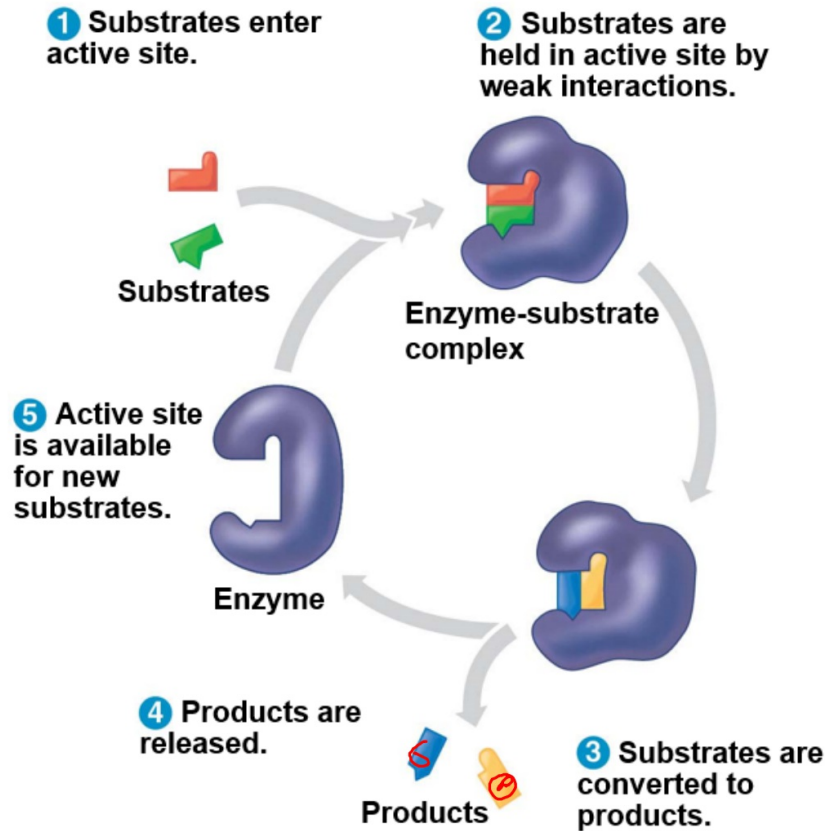 1 Substrates enter
active site.
2 Substrates are
held in active site by
weak interactions.
Substrates
Enzyme-substrate
complex
5 Active site
is available
for new
substrates.
Enzyme
4 Products are
released.
Products
3 Substrates are
converted to
products.